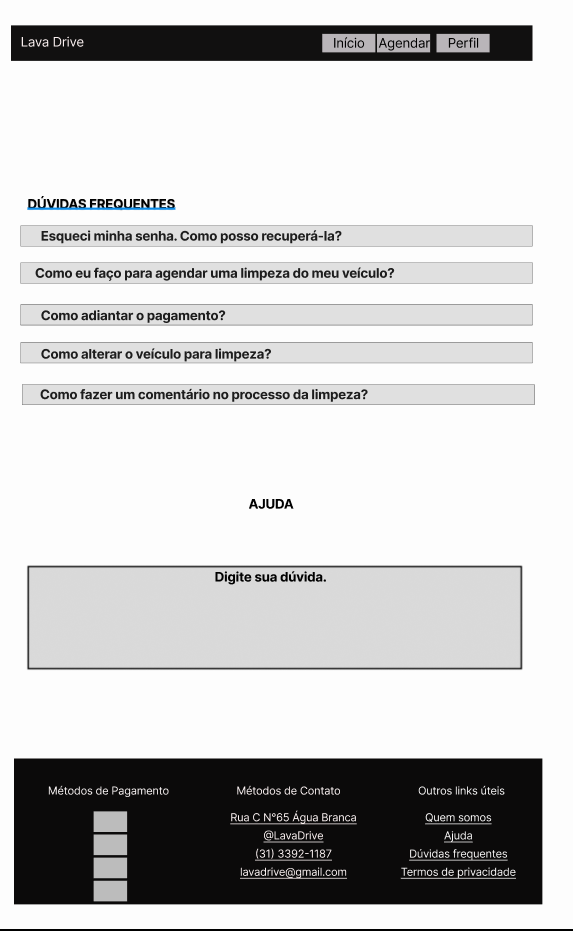 Lava Drive
Início
Agendar
Perfil
DÚVIDAS FREQUENTES
Esqueci minha senha. Como posso recuperá-la?
Como eu faço para agendar uma limpeza do meu veículo?
Como adiantar o pagamento?
Como alterar o veículo para limpeza?
Como fazer um comentário no processo da limpeza?
AJUDA
Digite sua dúvida.
Métodos de Pagamento
Métodos de Contato
Rua C N°65 Água Branca
@LavaDrive
(31) 3392-1187
lavadrive@gmail.com
Outros links úteis
Quem somos
Ajuda
Dúvidas frequentes
Termos de privacidade